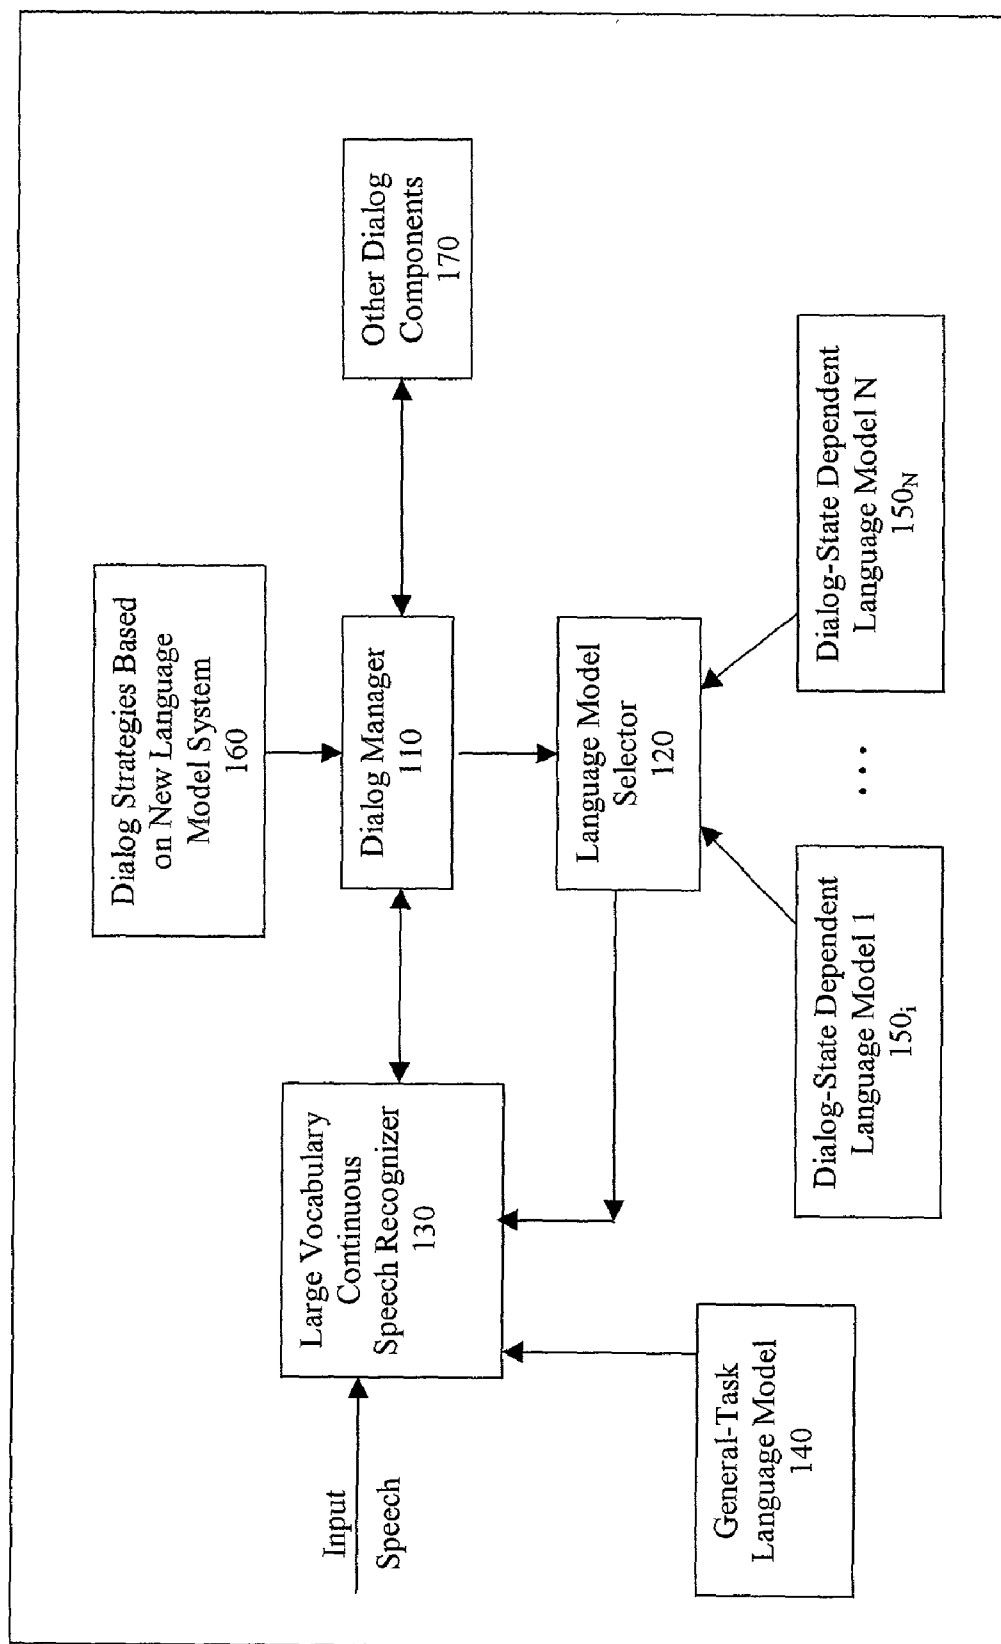 Dialog Strategies Based
on New Language
Model System
160
Input
Speech
Large Vocabulary
Continuous
Speech Recognizer
130
Dialog Manager
110
Other Dialog
Components
170
Language Model
Selector
120
General-Task
Language Model
140
Dialog-State Dependent
Language Model 1
150i
...
Dialog-State Dependent
Language Model N
150N